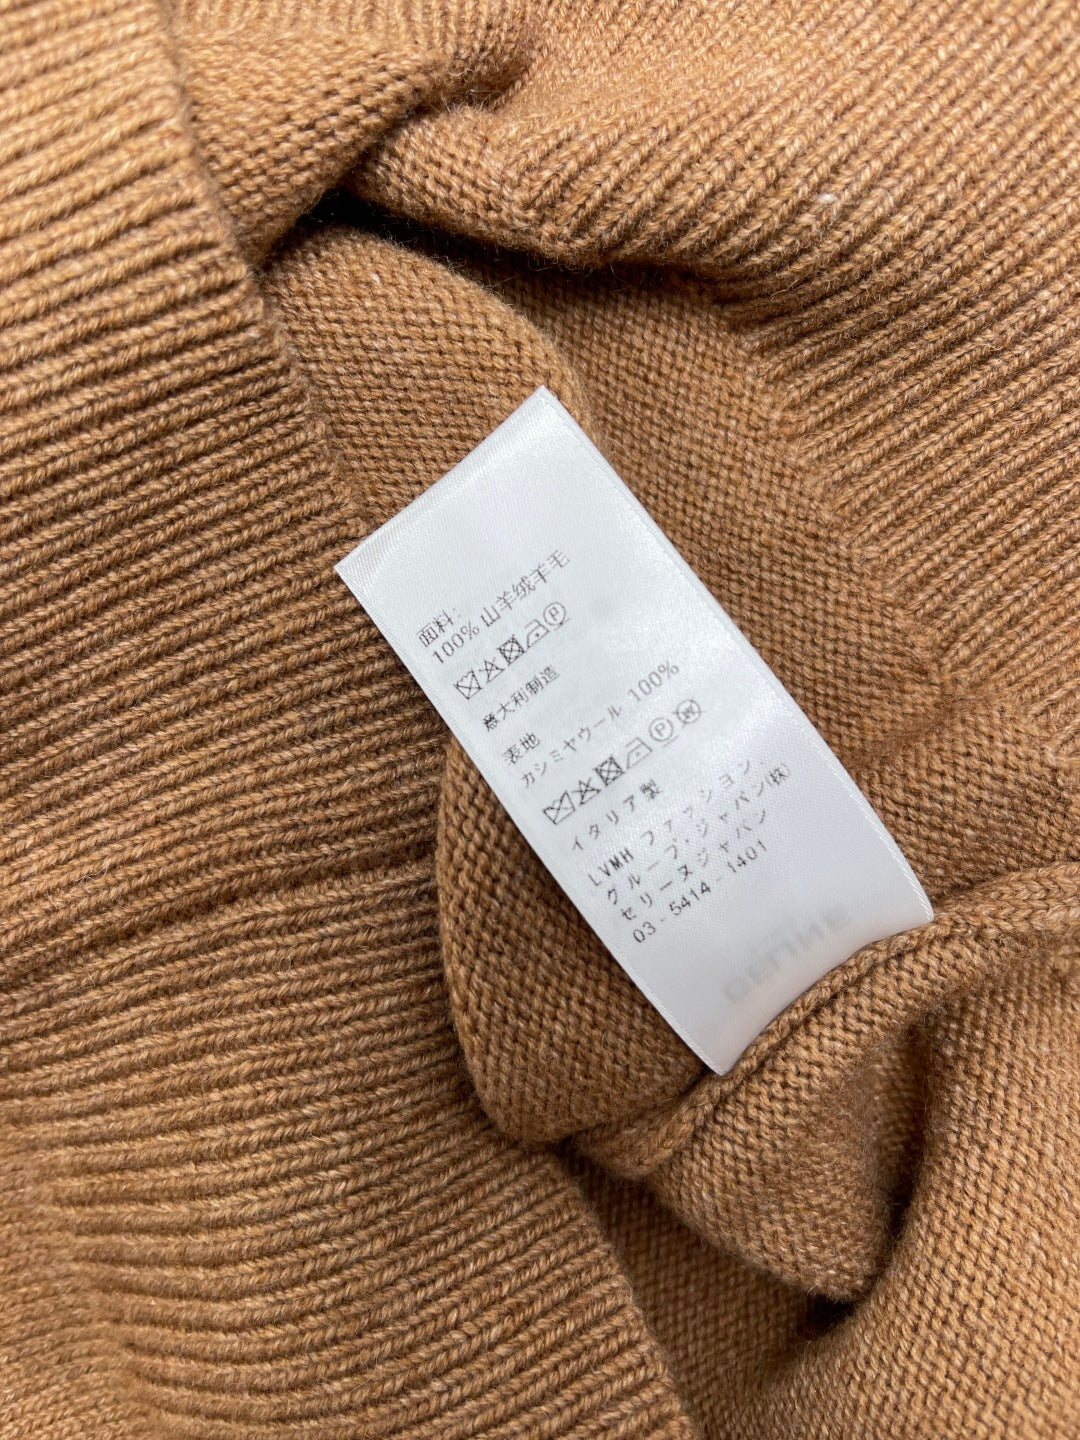 面料:
100% 山羊绒羊毛
意大利制造
表地
カシミヤウール 100%
イタリア製
LVMH ファッション
グループ・ジャパン(株)
セリーヌジャパン
03-5414-1401